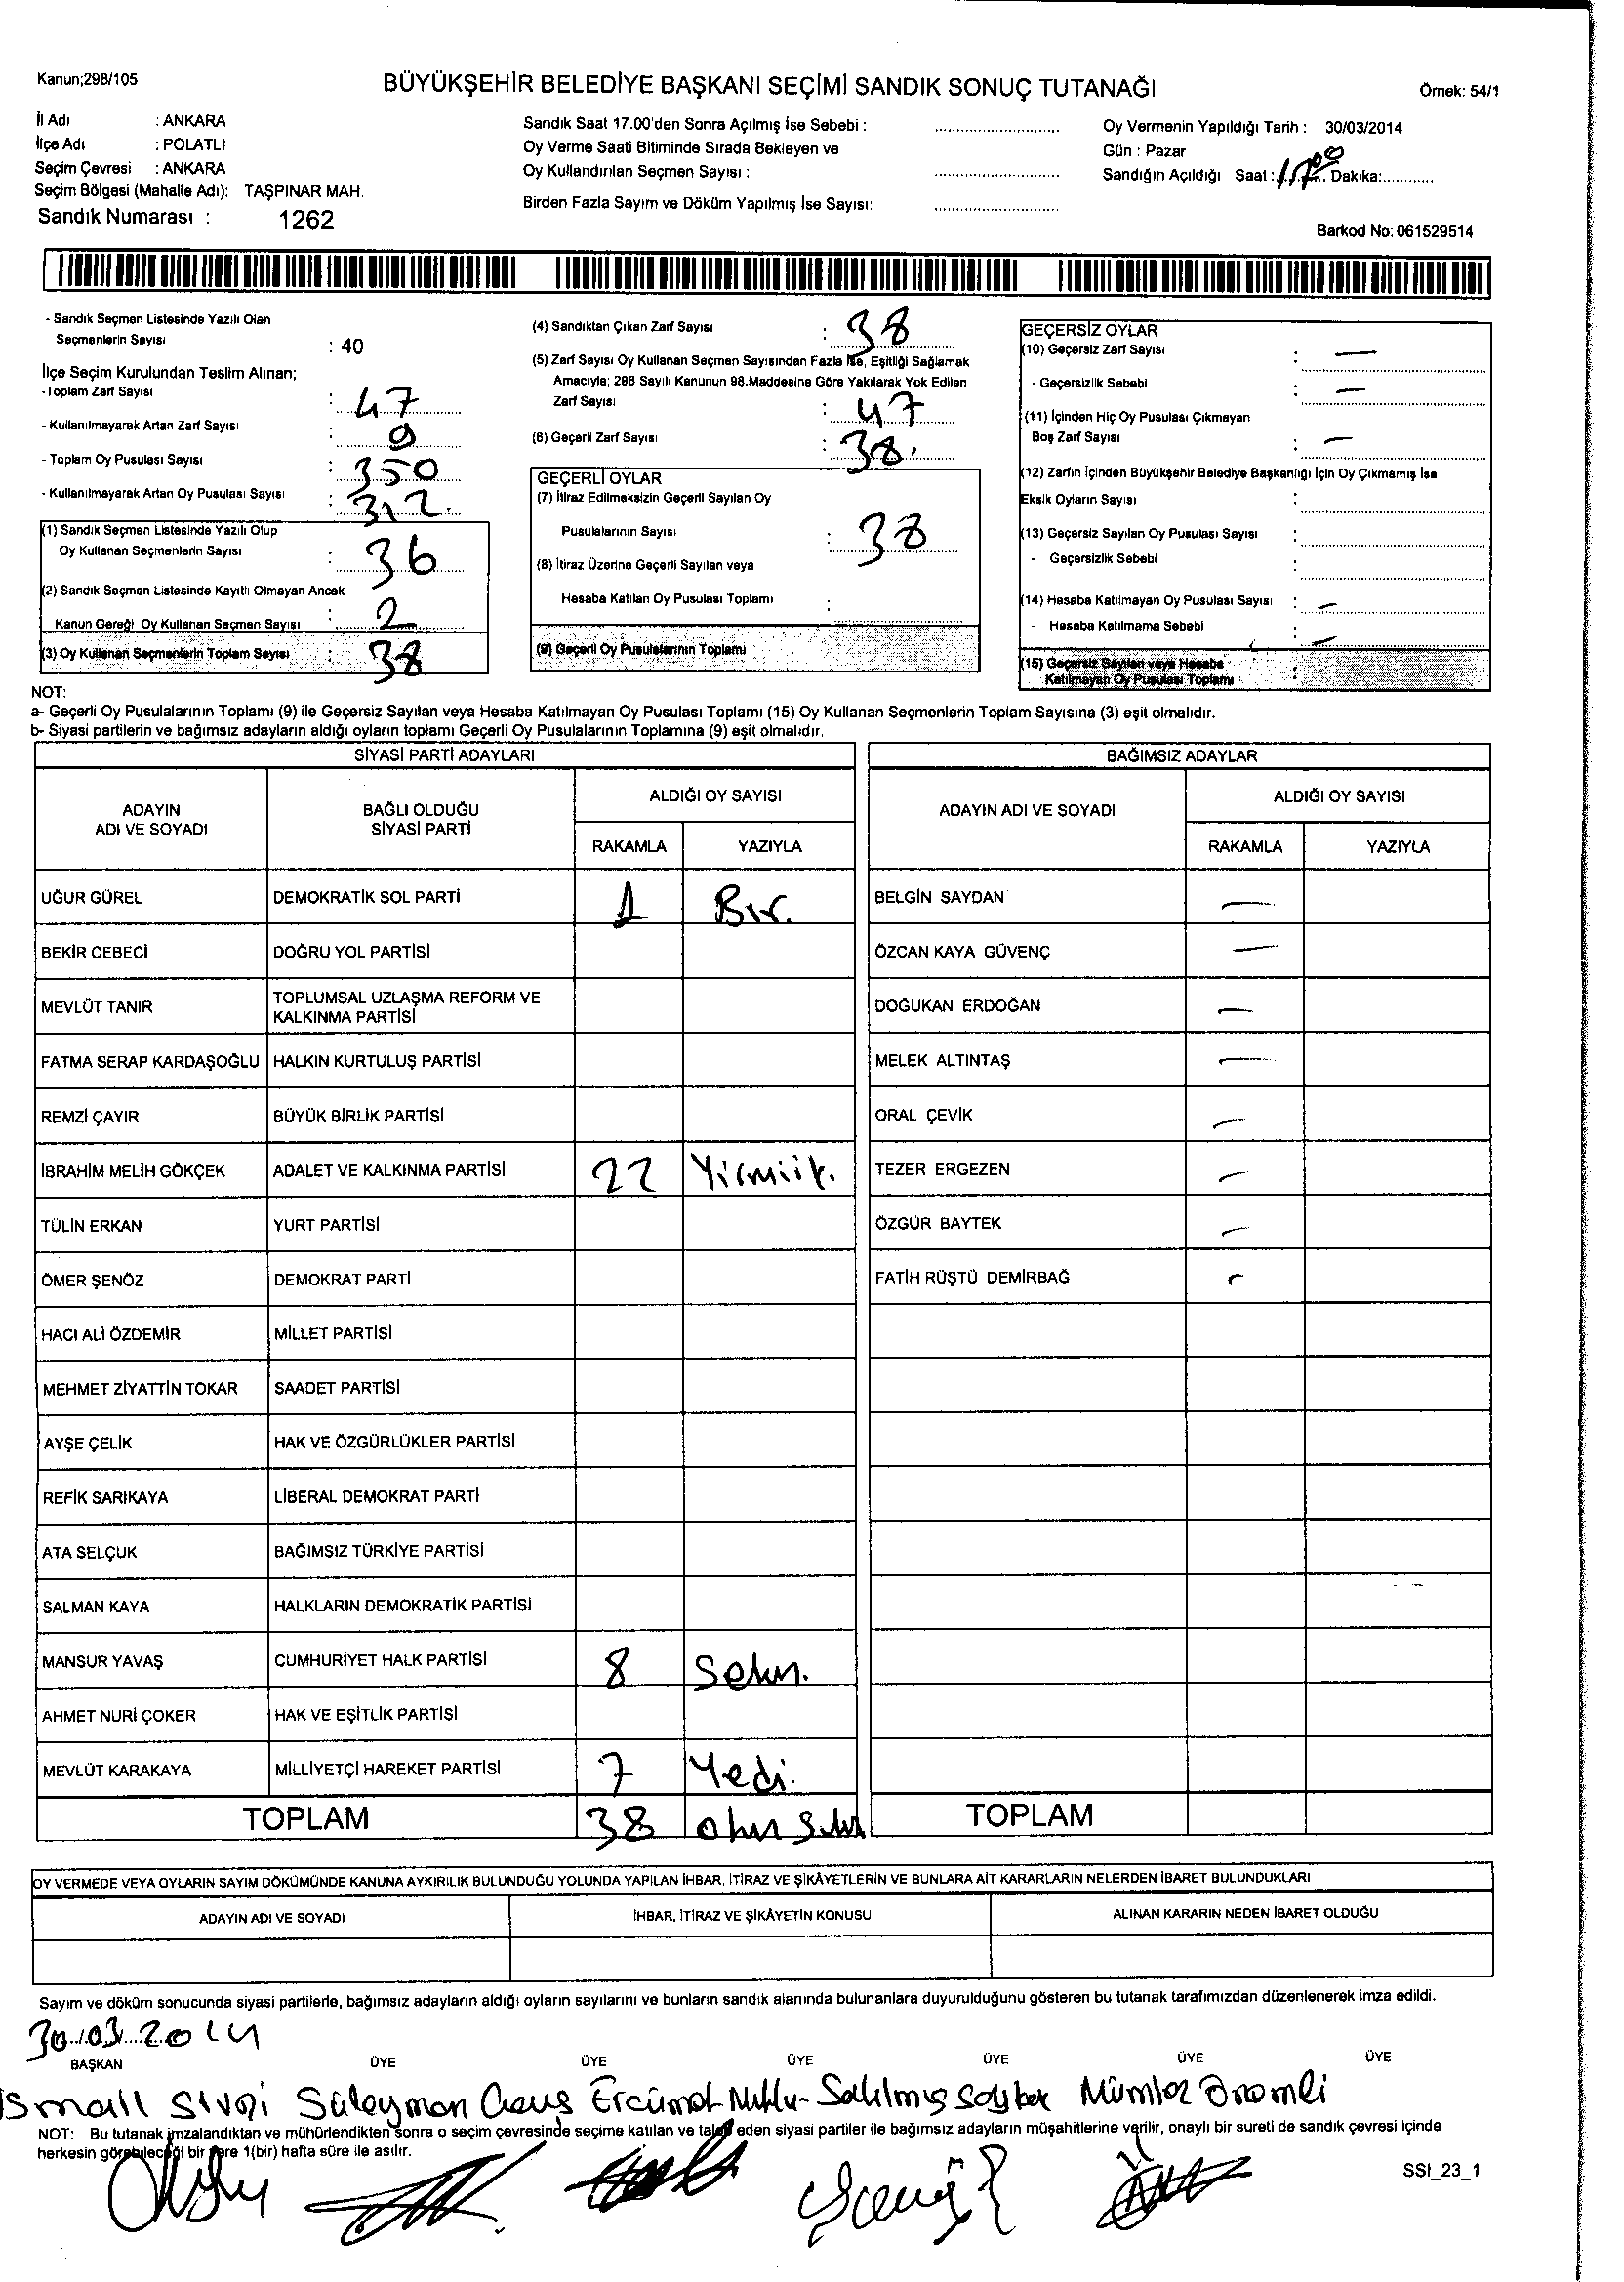 Kanun;298/105
BÜYÜKŞEHİR BELEDİYE BAŞKANI SEÇİMİ SANDIK SONUÇ TUTANAĞI
Örnek: 54/1
İl Adı : ANKARA
İlçe Adı : POLATLI
Seçim Çevresi : ANKARA
Seçim Bölgesi (Mahalle Adı): TAŞPINAR MAH.
Sandık Numarası : 1262
Sandık Saat 17.00'den Sonra Açılmış İse Sebebi :
Oy Verme Saati Bitiminde Sırada Bekleyen ve
Oy Kullandırılan Seçmen Sayısı :
Birden Fazla Sayım ve Döküm Yapılmış İse Sayısı:
Oy Vermenin Yapıldığı Tarih : 30/03/2014
Gün : Pazar
Sandığın Açıldığı Saat : 17 00 Dakika:
Barkod No: 061529514
- Sandık Seçmen Listesinde Yazılı Olan
Seçmenlerin Sayısı : 40
İlçe Seçim Kurulundan Teslim Alınan;
-Toplam Zarf Sayısı : 47
- Kullanılmayarak Artan Zarf Sayısı : 9
- Toplam Oy Pusulası Sayısı : 350
- Kullanılmayarak Artan Oy Pusulası Sayısı : 312.
(1) Sandık Seçmen Listesinde Yazılı Olup
Oy Kullanan Seçmenlerin Sayısı : 36
(2) Sandık Seçmen Listesinde Kayıtlı Olmayan Ancak
Kanun Gereği Oy Kullanan Seçmen Sayısı : 2
(3) Oy Kullanan Seçmenlerin Toplam Sayısı : 38
(4) Sandıktan Çıkan Zarf Sayısı : 38
(5) Zarf Sayısı Oy Kullanan Seçmen Sayısından Fazla İse, Eşitliği Sağlamak
Amacıyla; 298 Sayılı Kanunun 98.Maddesine Göre Yakılarak Yok Edilen
Zarf Sayısı : 47
(6) Geçerli Zarf Sayısı : 38.
GEÇERLİ OYLAR
(7) İtiraz Edilmeksizin Geçerli Sayılan Oy
Pusulalarının Sayısı : 38
(8) İtiraz Üzerine Geçerli Sayılan veya
Hesaba Katılan Oy Pusulası Toplamı :
(9) Geçerli Oy Pusulalarının Toplamı
GEÇERSİZ OYLAR
(10) Geçersiz Zarf Sayısı : —
- Geçersizlik Sebebi : —
(11) İçinden Hiç Oy Pusulası Çıkmayan
Boş Zarf Sayısı : —
(12) Zarfın İçinden Büyükşehir Belediye Başkanlığı İçin Oy Çıkmamış İse
Eksik Oyların Sayısı :
(13) Geçersiz Sayılan Oy Pusulası Sayısı :
- Geçersizlik Sebebi :
(14) Hesaba Katılmayan Oy Pusulası Sayısı : —
- Hesaba Katılmama Sebebi : —
(15) Geçersiz Sayılan veya Hesaba
Katılmayan Oy Pusulası Toplamı :
NOT:
a- Geçerli Oy Pusulalarının Toplamı (9) ile Geçersiz Sayılan veya Hesaba Katılmayan Oy Pusulası Toplamı (15) Oy Kullanan Seçmenlerin Toplam Sayısına (3) eşit olmalıdır.
b- Siyasi partilerin ve bağımsız adayların aldığı oyların toplamı Geçerli Oy Pusulalarının Toplamına (9) eşit olmalıdır.
SİYASİ PARTİ ADAYLARI
ADAYIN ADI VE SOYADI
BAĞLI OLDUĞU SİYASİ PARTİ
ALDIĞI OY SAYISI
RAKAMLA YAZIYLA
UĞUR GÜREL DEMOKRATİK SOL PARTİ 1 Bir.
BEKİR CEBECİ DOĞRU YOL PARTİSİ
MEVLÜT TANIR TOPLUMSAL UZLAŞMA REFORM VE KALKINMA PARTİSİ
FATMA SERAP KARDAŞOĞLU HALKIN KURTULUŞ PARTİSİ
REMZİ ÇAYIR BÜYÜK BİRLİK PARTİSİ
İBRAHİM MELİH GÖKÇEK ADALET VE KALKINMA PARTİSİ 22 Yirmiik.
TÜLİN ERKAN YURT PARTİSİ
ÖMER ŞENÖZ DEMOKRAT PARTİ
HACI ALİ ÖZDEMİR MİLLET PARTİSİ
MEHMET ZİYATTİN TOKAR SAADET PARTİSİ
AYŞE ÇELİK HAK VE ÖZGÜRLÜKLER PARTİSİ
REFİK SARIKAYA LİBERAL DEMOKRAT PARTİ
ATA SELÇUK BAĞIMSIZ TÜRKİYE PARTİSİ
SALMAN KAYA HALKLARIN DEMOKRATİK PARTİSİ
MANSUR YAVAŞ CUMHURİYET HALK PARTİSİ 8 Sekız.
AHMET NURİ ÇOKER HAK VE EŞİTLİK PARTİSİ
MEVLÜT KARAKAYA MİLLİYETÇİ HAREKET PARTİSİ 7 Yedi.
TOPLAM 38
BAĞIMSIZ ADAYLAR
ADAYIN ADI VE SOYADI
ALDIĞI OY SAYISI
RAKAMLA YAZIYLA
BELGİN SAYDAN —
ÖZCAN KAYA GÜVENÇ —
DOĞUKAN ERDOĞAN —
MELEK ALTINTAŞ —
ORAL ÇEVİK —
TEZER ERGEZEN —
ÖZGÜR BAYTEK —
FATİH RÜŞTÜ DEMİRBAĞ —
TOPLAM
OY VERMEDE VEYA OYLARIN SAYIM DÖKÜMÜNDE KANUNA AYKIRILIK BULUNDUĞU YOLUNDA YAPILAN İHBAR, İTİRAZ VE ŞİKÂYETLERİN VE BUNLARA AİT KARARLARIN NELERDEN İBARET BULUNDUKLARI
ADAYIN ADI VE SOYADI
İHBAR, İTİRAZ VE ŞİKÂYETİN KONUSU
ALINAN KARARIN NEDEN İBARET OLDUĞU
Sayım ve döküm sonucunda siyasi partilerle, bağımsız adayların aldığı oyların sayılarını ve bunların sandık alanında bulunanlara duyurulduğunu gösteren bu tutanak tarafımızdan düzenlenerek imza edildi.
30/03/2014
BAŞKAN ÜYE ÜYE ÜYE ÜYE ÜYE ÜYE
Süleyman
NOT: Bu tutanak imzalandıktan ve mühürlendikten sonra o seçim çevresinde seçime katılan ve talep eden siyasi partiler ile bağımsız adayların müşahitlerine verilir, onaylı bir sureti de sandık çevresi içinde
herkesin görebileceği bir yere 1(bir) hafta süre ile asılır.
SSI_23_1